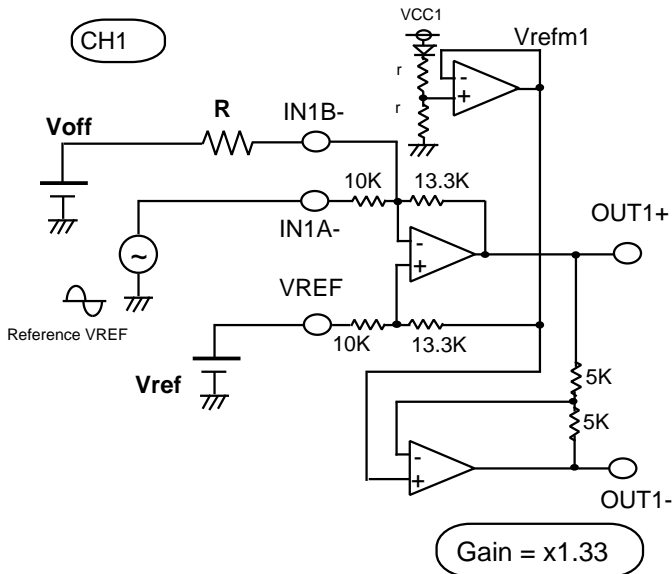 CH1
VCC1
Vrefm1
r
-
+
r
R
IN1B-
Voff
10K
13.3K
IN1A-
OUT1+
-
+
~
VREF
Reference VREF
10K
13.3K
Vref
5K
5K
-
+
OUT1-
Gain = x1.33